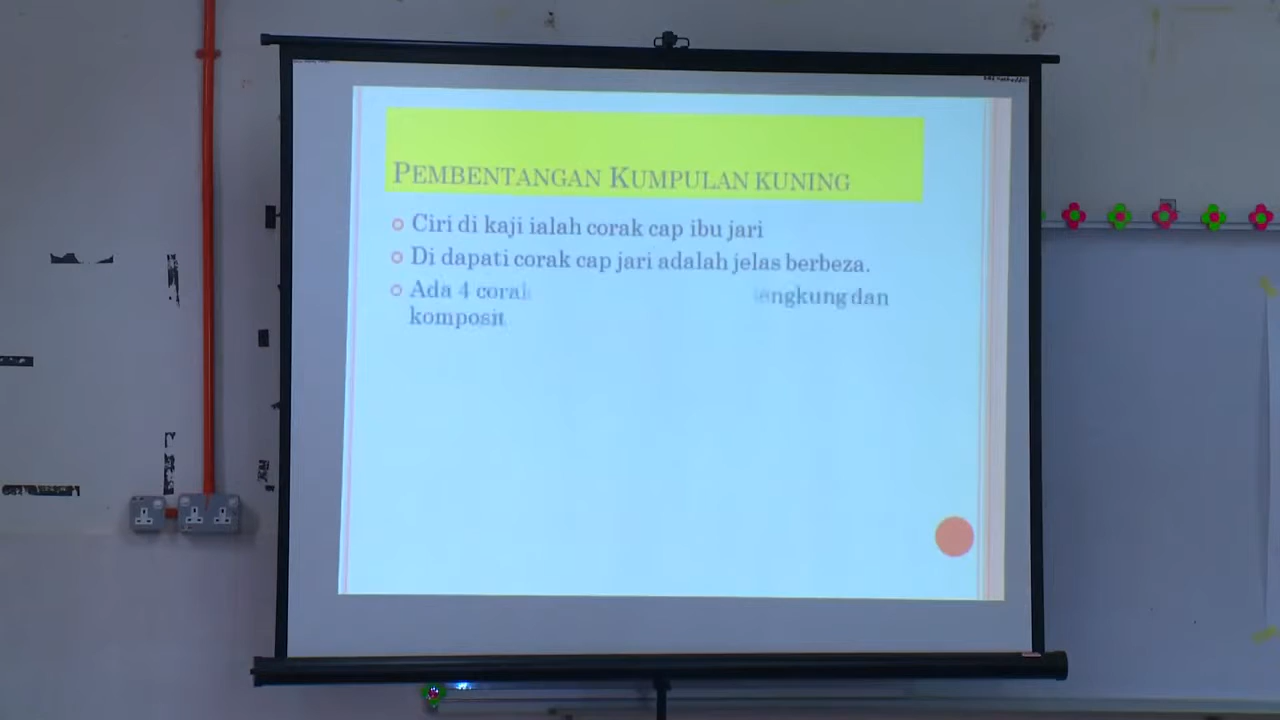 PEMBENTANGAN KUMPULAN KUNING
Ciri di kaji ialah corak cap ibu jari
Di dapati corak cap jari adalah jelas berbeza.
Ada 4 corak lengkung dan
komposit